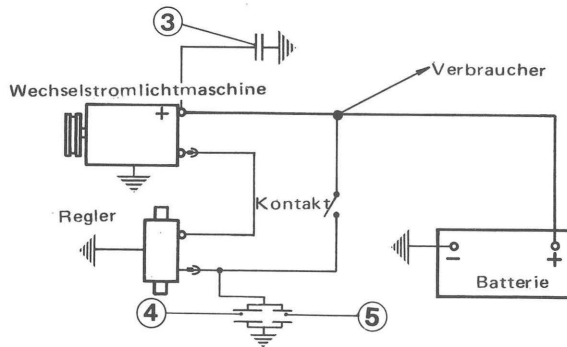 3
Verbraucher
Wechselstromlichtmaschine
+
Kontakt
Regler
- +
Batterie
4 5